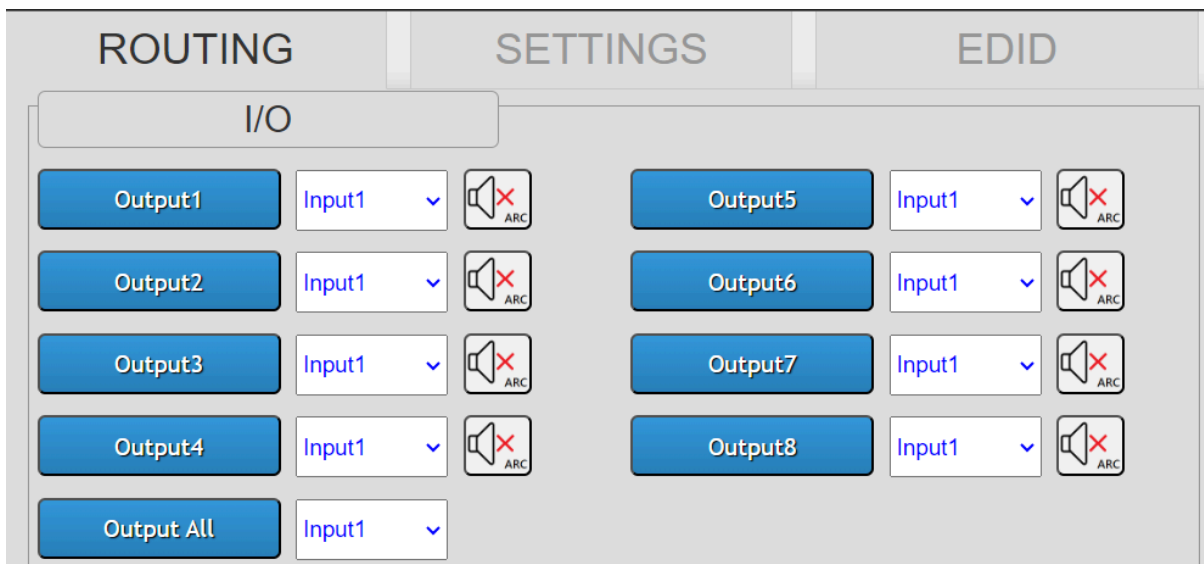 ROUTING SETTINGS EDID
I/O
Output1 Input1 ARC Output5 Input1 ARC
Output2 Input1 ARC Output6 Input1 ARC
Output3 Input1 ARC Output7 Input1 ARC
Output4 Input1 ARC Output8 Input1 ARC
Output All Input1